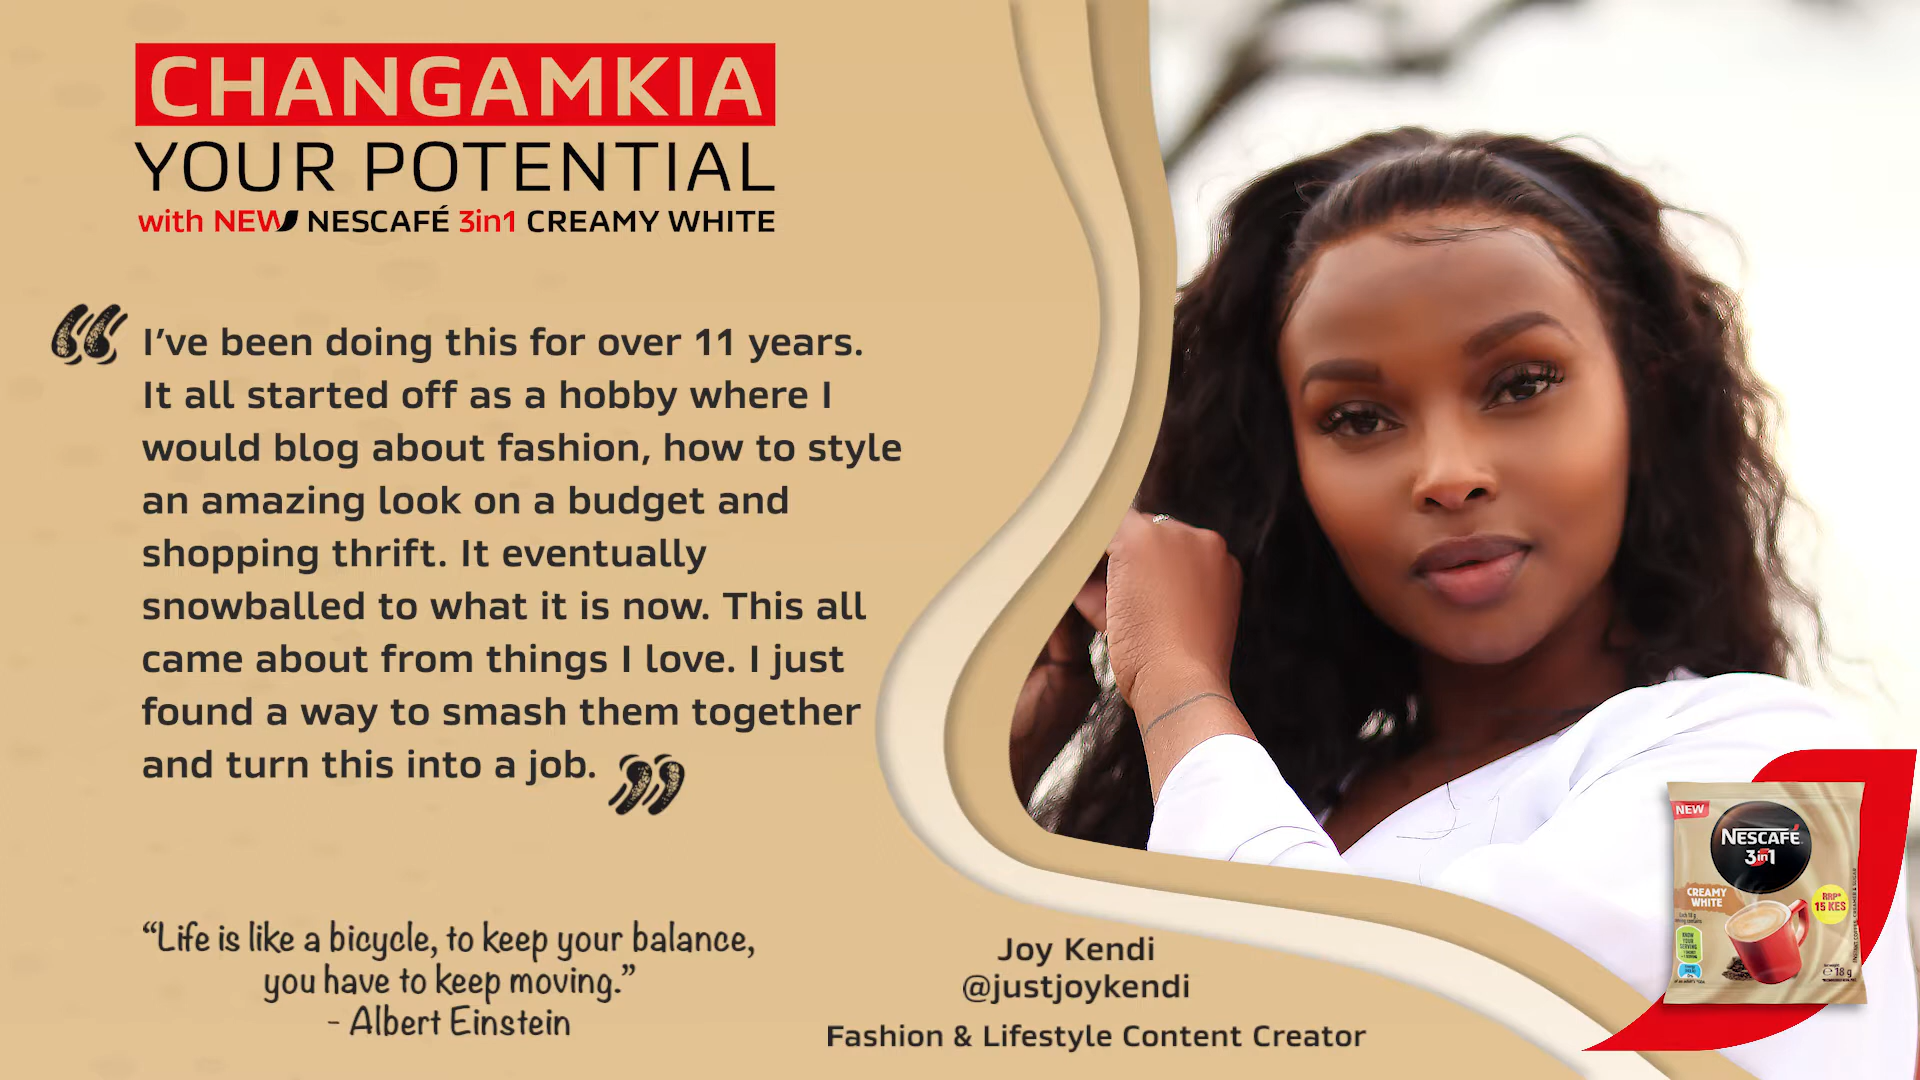 CHANGAMKIA
YOUR POTENTIAL
with NEW NESCAFÉ 3in1 CREAMY WHITE
“
I’ve been doing this for over 11 years.
It all started off as a hobby where I
would blog about fashion, how to style
an amazing look on a budget and
shopping thrift. It eventually
snowballed to what it is now. This all
came about from things I love. I just
found a way to smash them together
and turn this into a job.
”
“Life is like a bicycle, to keep your balance,
you have to keep moving.”
- Albert Einstein
Joy Kendi
@justjoykendi
Fashion & Lifestyle Content Creator
NEW
NESCAFÉ
3in1
CREAMY
WHITE
RRP*
15 KES
KNOW
YOUR
SERVING
e 18 g